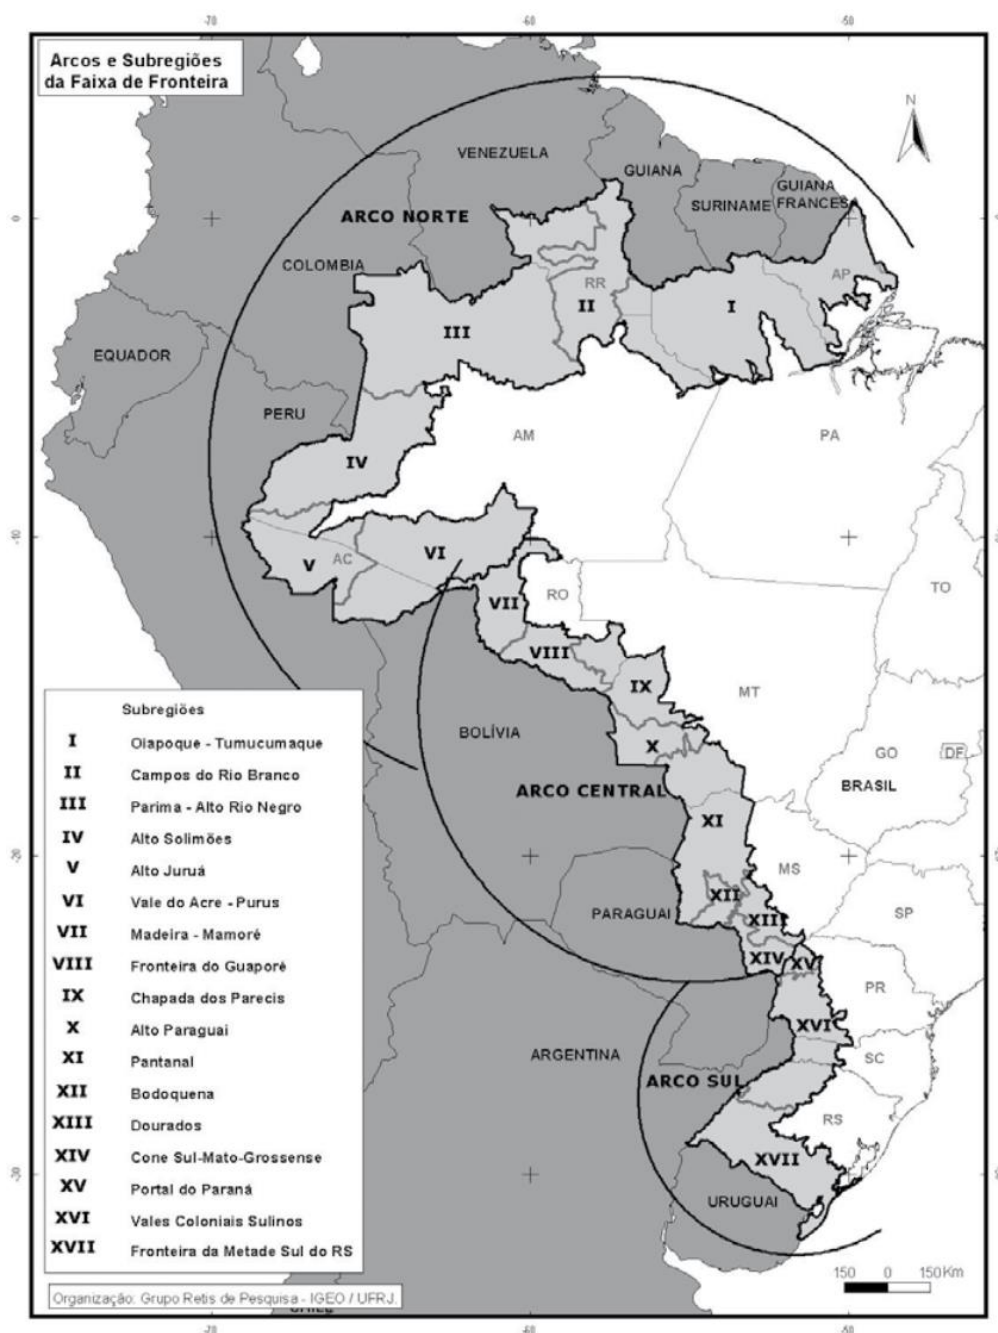 -70 -60 -50
Arcos e Subregiões
da Faixa de Fronteira
N
VENEZUELA
GUIANA
GUIANA
FRANCESA
SURINAME
ARCO NORTE
0
COLOMBIA
AP
RR
II
I
III
EQUADOR
PERU
AM
PA
IV
-10
V
AC
VI
TO
VII
RO
VIII
IX
MT
BOLÍVIA
X
GO
DF
BRASIL
ARCO CENTRAL
XI
-20
MS
XII
PARAGUAI
XIII
SP
XIV
XV
PR
XVI
ARGENTINA
SC
ARCO SUL
RS
XVII
-30
URUGUAI
Subregiões
I Oiapoque - Tumucumaque
II Campos do Rio Branco
III Parima - Alto Rio Negro
IV Alto Solimões
V Alto Juruá
VI Vale do Acre - Purus
VII Madeira - Mamoré
VIII Fronteira do Guaporé
IX Chapada dos Parecis
X Alto Paraguai
XI Pantanal
XII Bodoquena
XIII Dourados
XIV Cone Sul-Mato-Grossense
XV Portal do Paraná
XVI Vales Coloniais Sulinos
XVII Fronteira da Metade Sul do RS
150 0 150 Km
Organização: Grupo Retis de Pesquisa - IGEO / UFRJ.
CHILE
-70 -60 -50